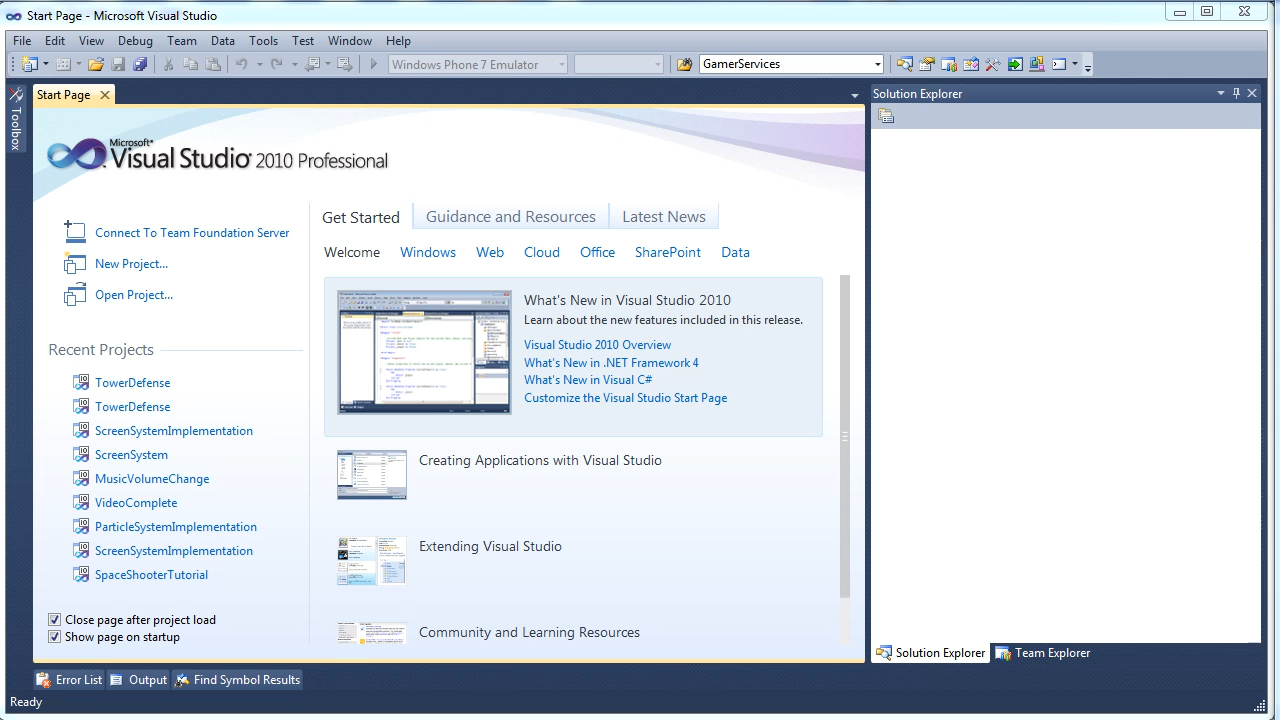 Start Page - Microsoft Visual Studio
File Edit View Debug Team Data Tools Test Window Help
Windows Phone 7 Emulator
GamerServices
Toolbox
Start Page
Solution Explorer
Microsoft
Visual Studio 2010 Professional
Connect To Team Foundation Server
New Project...
Open Project...
Recent Projects
TowerDefense
TowerDefense
ScreenSystemImplementation
ScreenSystem
MusicVolumeChange
VideoComplete
ParticleSystemImplementation
SpaceShooterTutorial
Close page after project load
startup
Get Started Guidance and Resources Latest News
Welcome Windows Web Cloud Office SharePoint Data
What's New in Visual Studio 2010
Learn about the new features included in this release.
Visual Studio 2010 Overview
What's New in .NET Framework 4
What's New in Visual C#
Customize the Visual Studio Start Page
Creating Applications with Visual Studio
Extending Visual Studio
Community and Learning Resources
Solution Explorer Team Explorer
Error List Output Find Symbol Results
Ready